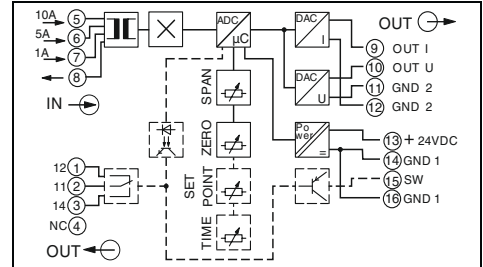 10A 5
5A 6
1A 7
8
IN
ADC
µC
DAC
I
DAC
U
OUT
9 OUT I
10 OUT U
11 GND 2
12 GND 2
SPAN
ZERO
SET POINT
TIME
Po
wer
=
13 + 24VDC
14 GND 1
15 SW
16 GND 1
12 1
11 2
14 3
NC 4
OUT